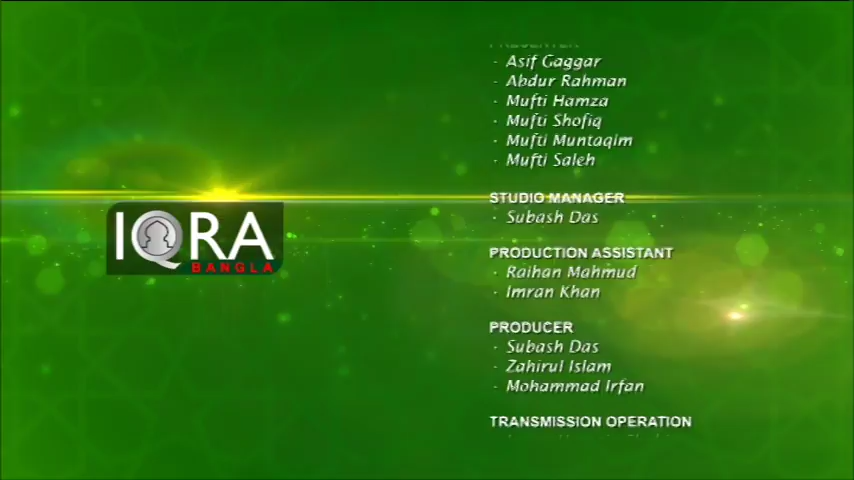 IQRA
BANGLA
PRESENTER
- Asif Gaggar
- Abdur Rahman
- Mufti Hamza
- Mufti Shofiq
- Mufti Muntaqim
- Mufti Saleh
STUDIO MANAGER
- Subash Das
PRODUCTION ASSISTANT
- Raihan Mahmud
- Imran Khan
PRODUCER
- Subash Das
- Zahirul Islam
- Mohammad Irfan
TRANSMISSION OPERATION